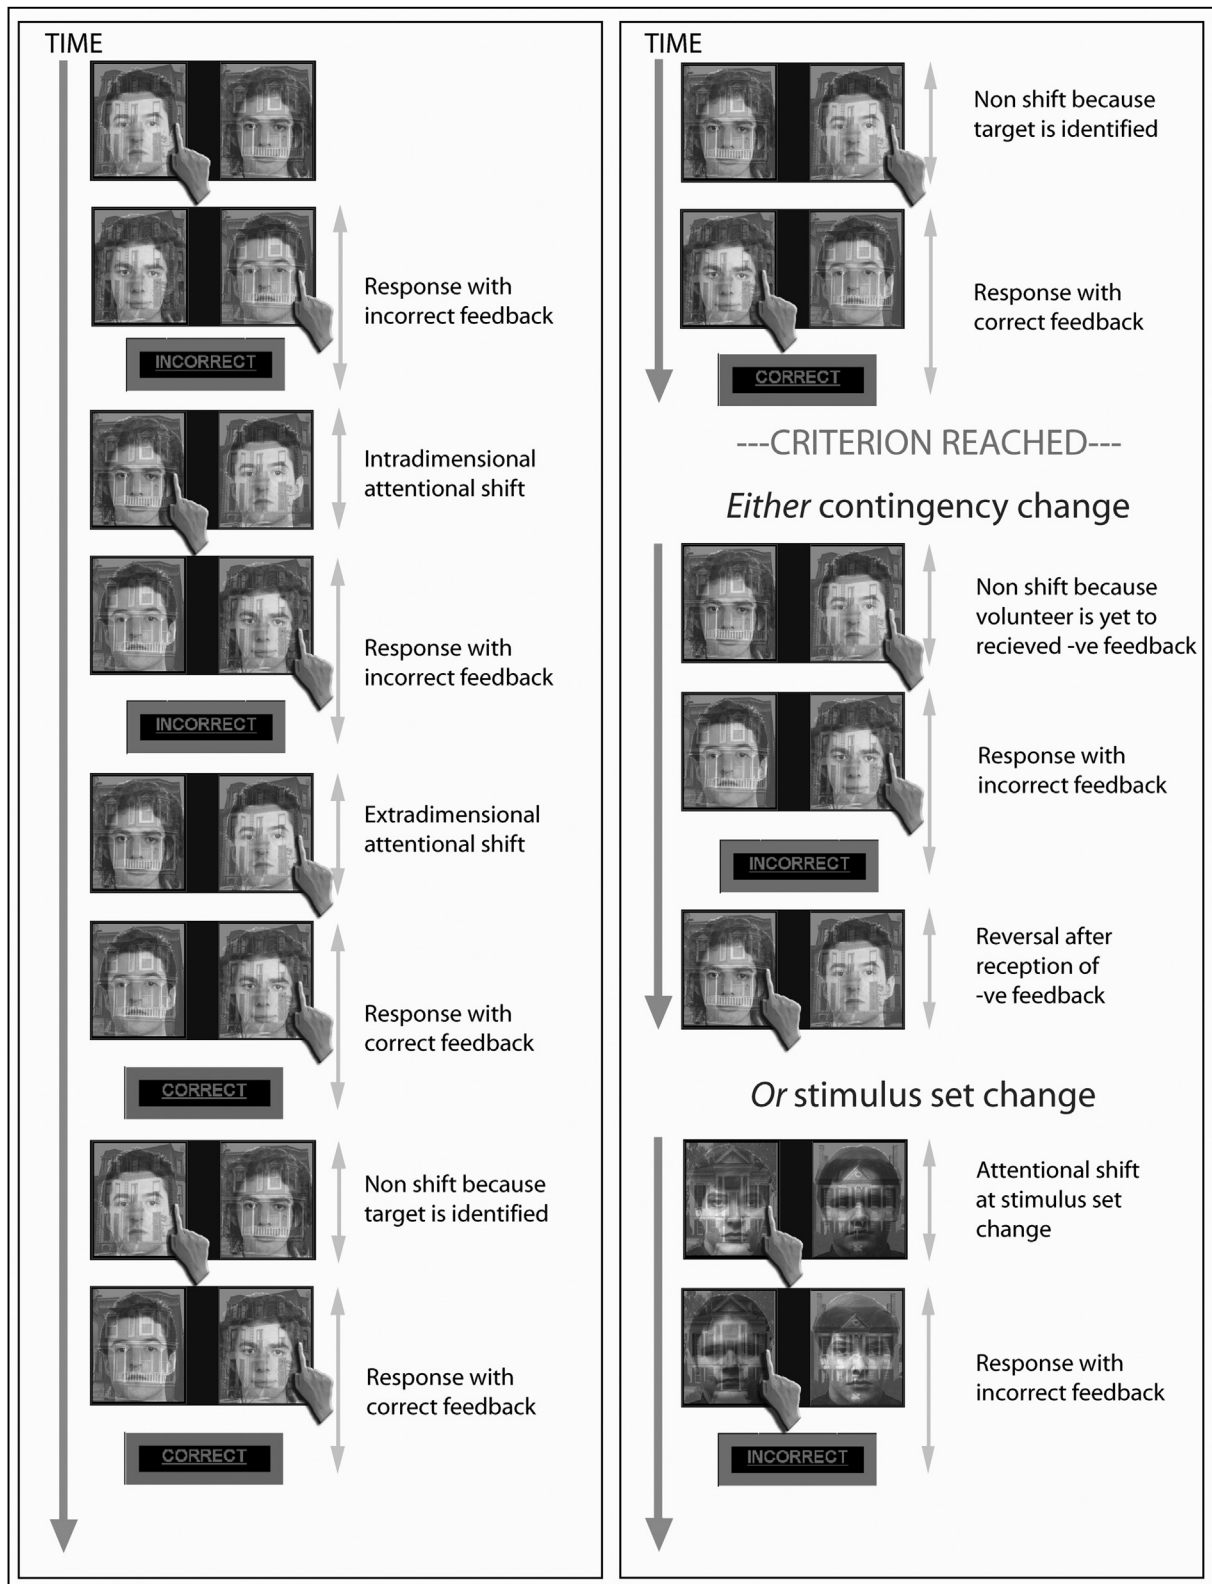 TIME
Response with
incorrect feedback
INCORRECT
Intradimensional
attentional shift
Response with
incorrect feedback
INCORRECT
Extradimensional
attentional shift
Response with
correct feedback
CORRECT
Non shift because
target is identified
Response with
correct feedback
CORRECT
TIME
Non shift because
target is identified
Response with
correct feedback
CORRECT
---CRITERION REACHED---
Either contingency change
Non shift because
volunteer is yet to
recieved -ve feedback
Response with
incorrect feedback
INCORRECT
Reversal after
reception of
-ve feedback
Or stimulus set change
Attentional shift
at stimulus set
change
Response with
incorrect feedback
INCORRECT